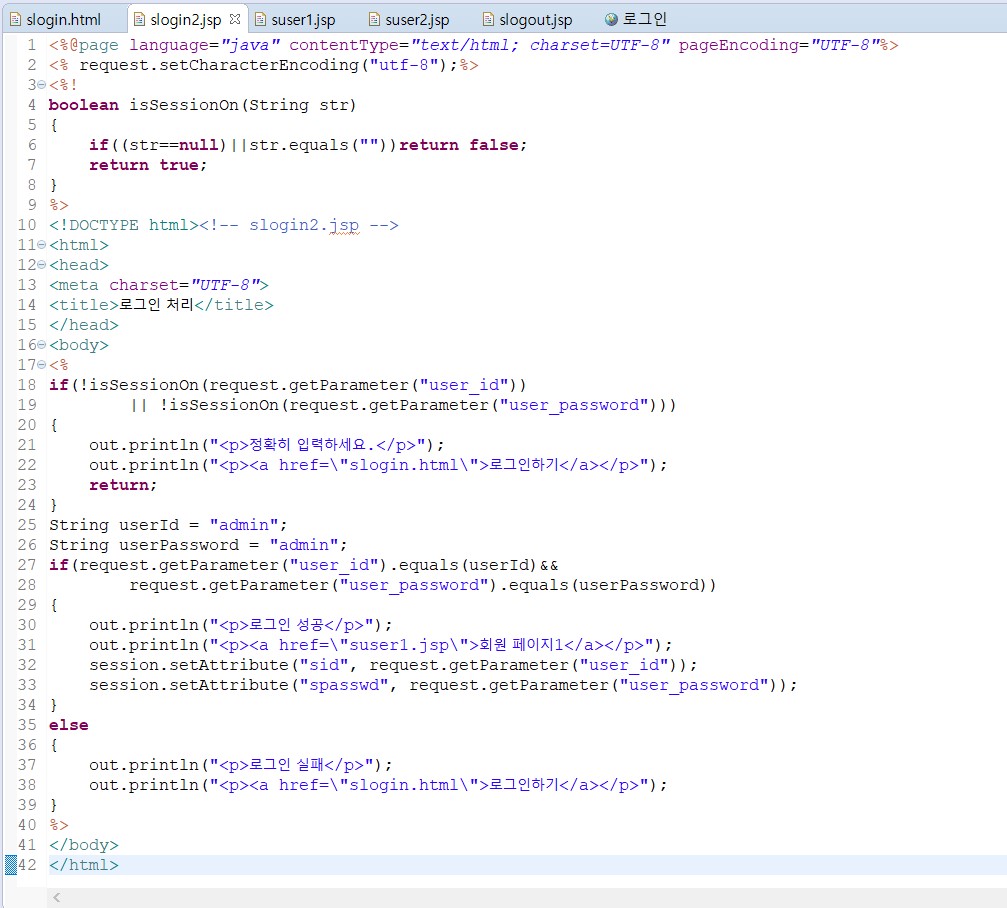 slogin.html slogin2.jsp suser1.jsp suser2.jsp slogout.jsp 로그인
1 <%@page language="java" contentType="text/html; charset=UTF-8" pageEncoding="UTF-8"%>
2 <% request.setCharacterEncoding("utf-8");%>
3 <%!
4 boolean isSessionOn(String str)
5 {
6     if((str==null)||str.equals(""))return false;
7     return true;
8 }
9 %>
10 <!DOCTYPE html><!-- slogin2.jsp -->
11 <html>
12 <head>
13 <meta charset="UTF-8">
14 <title>로그인 처리</title>
15 </head>
16 <body>
17 <%
18 if(!isSessionOn(request.getParameter("user_id"))
19         || !isSessionOn(request.getParameter("user_password")))
20 {
21     out.println("<p>정확히 입력하세요.</p>");
22     out.println("<p><a href=\"slogin.html\">로그인하기</a></p>");
23     return;
24 }
25 String userId = "admin";
26 String userPassword = "admin";
27 if(request.getParameter("user_id").equals(userId)&&
28         request.getParameter("user_password").equals(userPassword))
29 {
30     out.println("<p>로그인 성공</p>");
31     out.println("<p><a href=\"suser1.jsp\">회원 페이지1</a></p>");
32     session.setAttribute("sid", request.getParameter("user_id"));
33     session.setAttribute("spasswd", request.getParameter("user_password"));
34 }
35 else
36 {
37     out.println("<p>로그인 실패</p>");
38     out.println("<p><a href=\"slogin.html\">로그인하기</a></p>");
39 }
40 %>
41 </body>
42 </html>